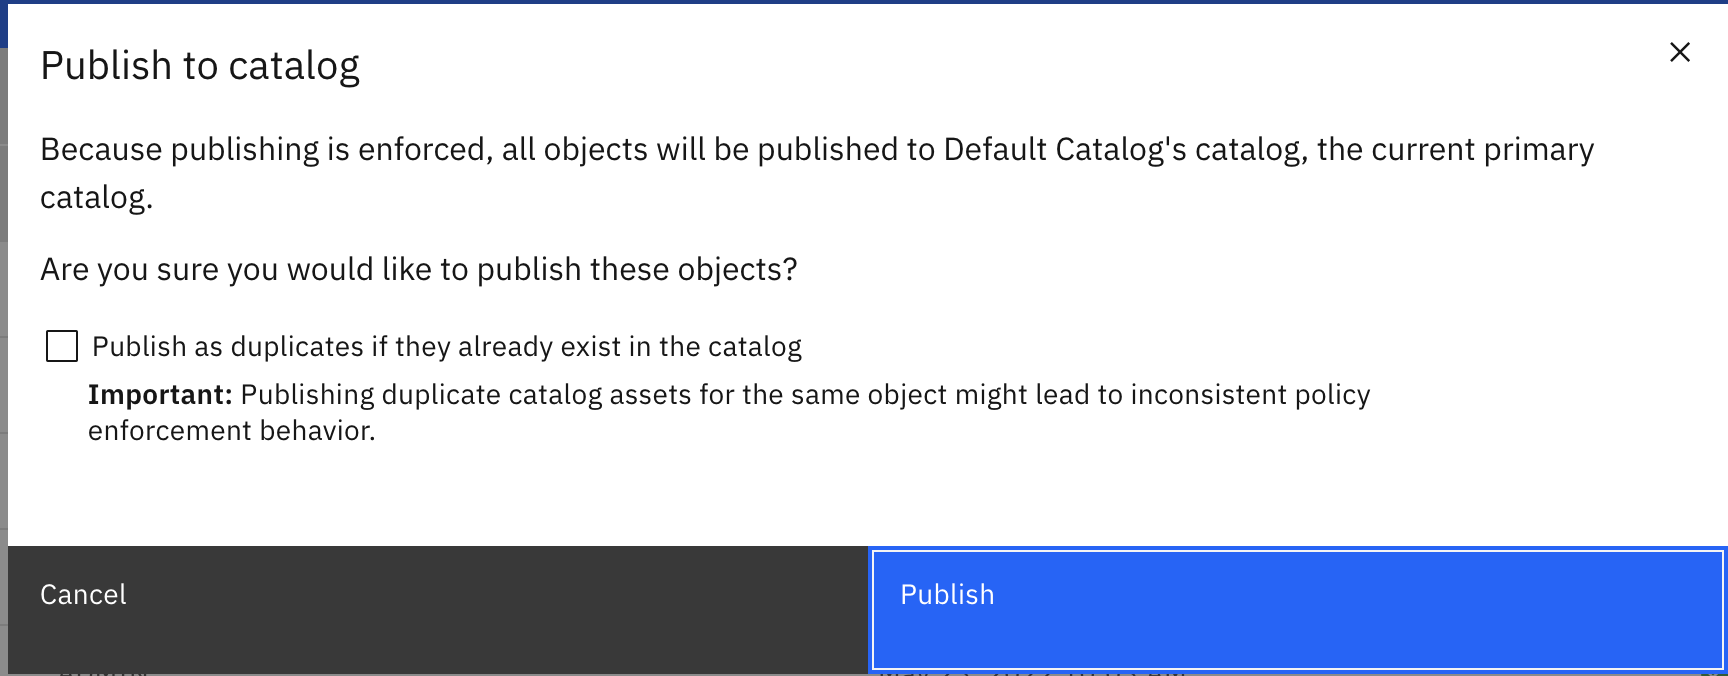 Publish to catalog
Because publishing is enforced, all objects will be published to Default Catalog's catalog, the current primary
catalog.
Are you sure you would like to publish these objects?
Publish as duplicates if they already exist in the catalog
Important: Publishing duplicate catalog assets for the same object might lead to inconsistent policy
enforcement behavior.
Cancel
Publish